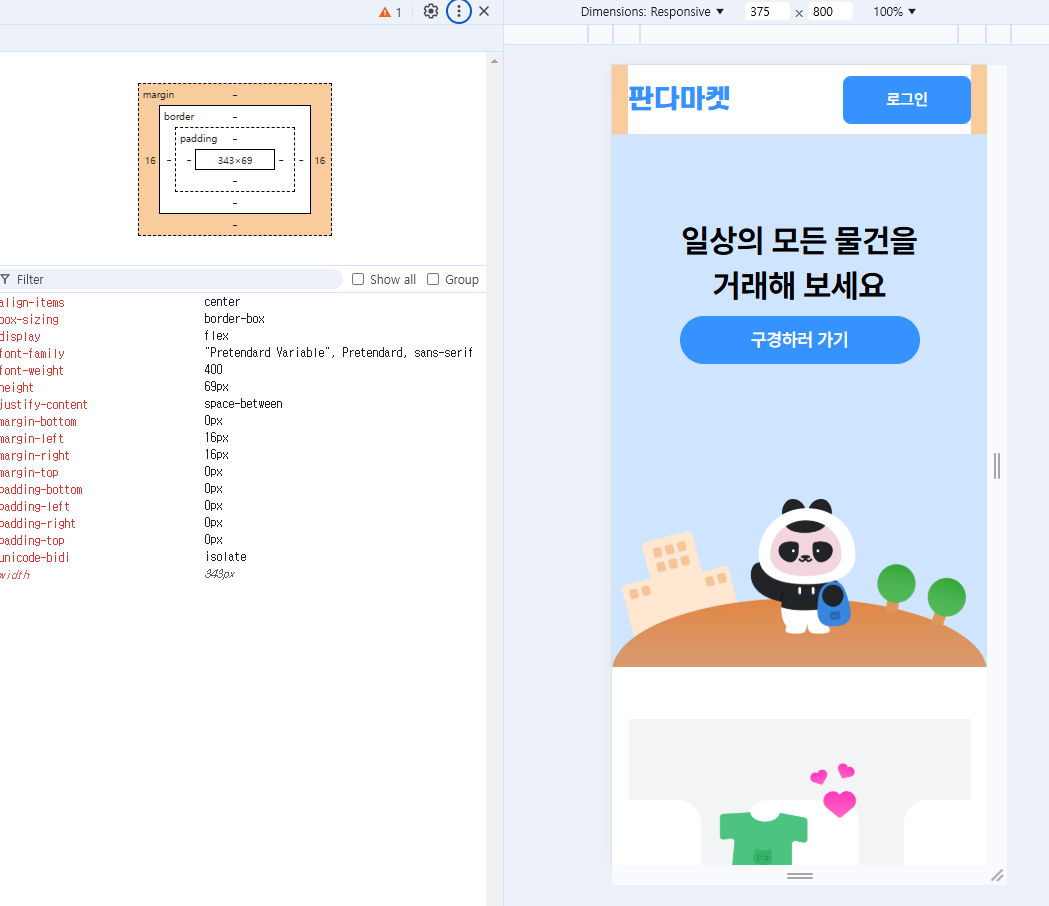 1
Dimensions: Responsive ▼ 375 × 800 100% ▼
margin
-
border
-
padding
-
16 - - 343×69 - - 16
-
-
-
Filter Show all Group
align-items center
box-sizing border-box
display flex
font-family "Pretendard Variable", Pretendard, sans-serif
font-weight 400
height 69px
justify-content space-between
margin-bottom 0px
margin-left 16px
margin-right 16px
margin-top 0px
padding-bottom 0px
padding-left 0px
padding-right 0px
padding-top 0px
unicode-bidi isolate
width 343px
판다마켓
로그인
일상의 모든 물건을
거래해 보세요
구경하러 가기